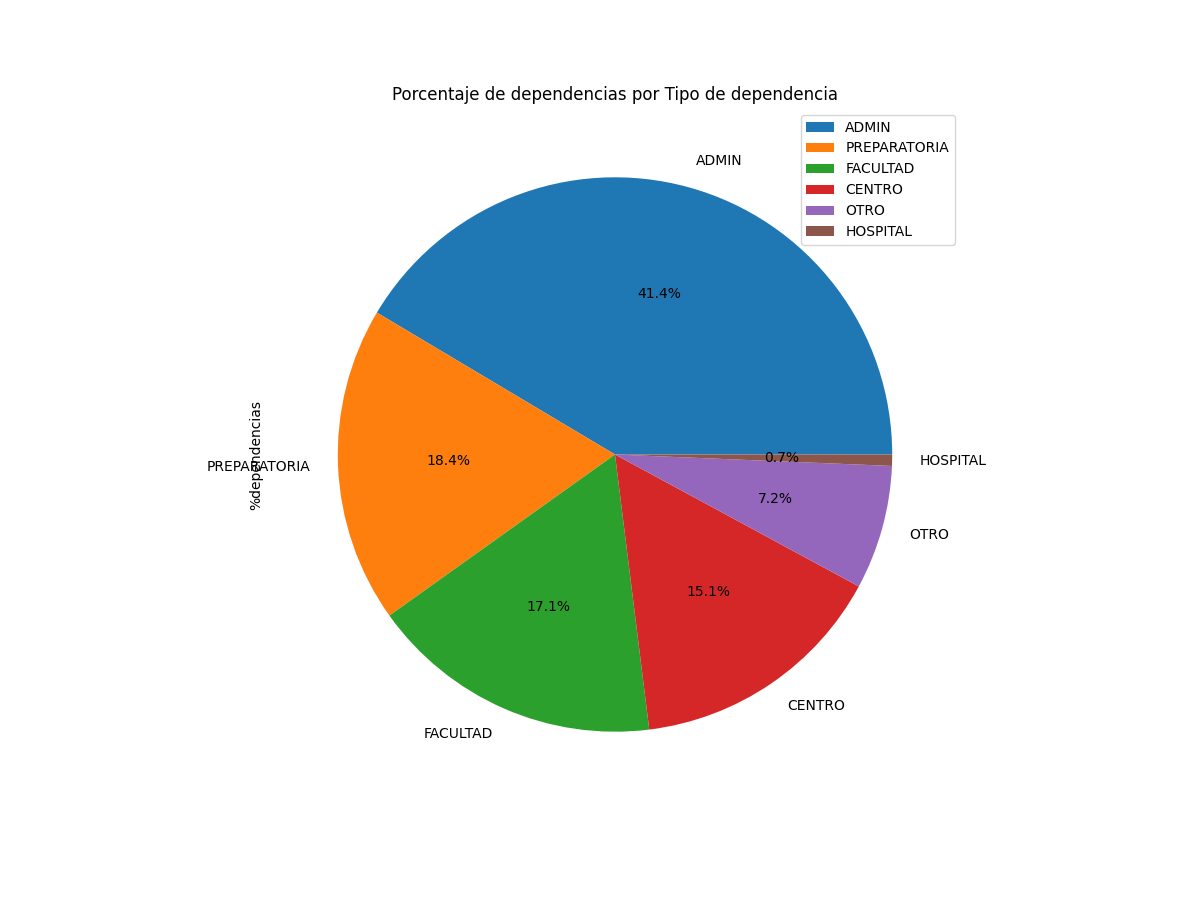 Porcentaje de dependencias por Tipo de dependencia
ADMIN
PREPARATORIA
FACULTAD
CENTRO
OTRO
HOSPITAL
ADMIN
41.4%
%dependencias
PREPARATORIA
18.4%
0.7%
HOSPITAL
7.2%
OTRO
15.1%
17.1%
CENTRO
FACULTAD